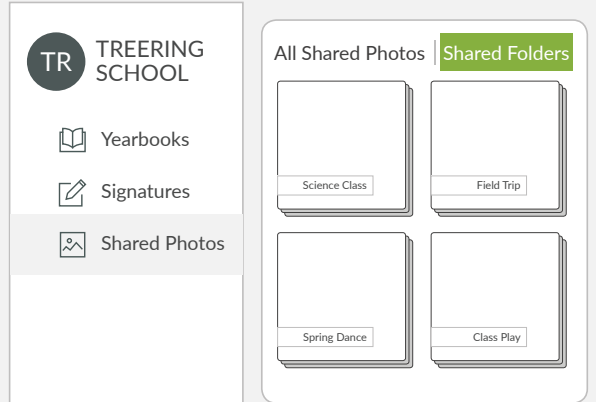 TR
TREERING
SCHOOL
Yearbooks
Signatures
Shared Photos
All Shared Photos
Shared Folders
Science Class
Field Trip
Spring Dance
Class Play